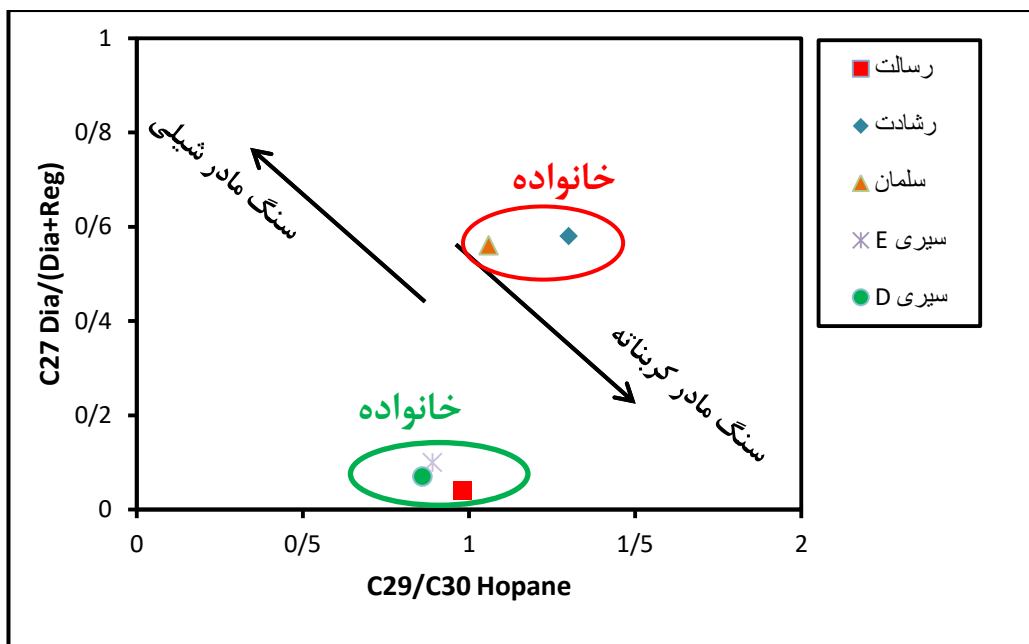 C27 Dia/(Dia+Reg)
1
0/8
0/6
0/4
0/2
0
0
0/5
1
1/5
2
C29/C30 Hopane
سنگ مادر شیلی
خانواده
سنگ مادر کربناته
خانواده
رسالت
رشادت
سلمان
سیری E
سیری D